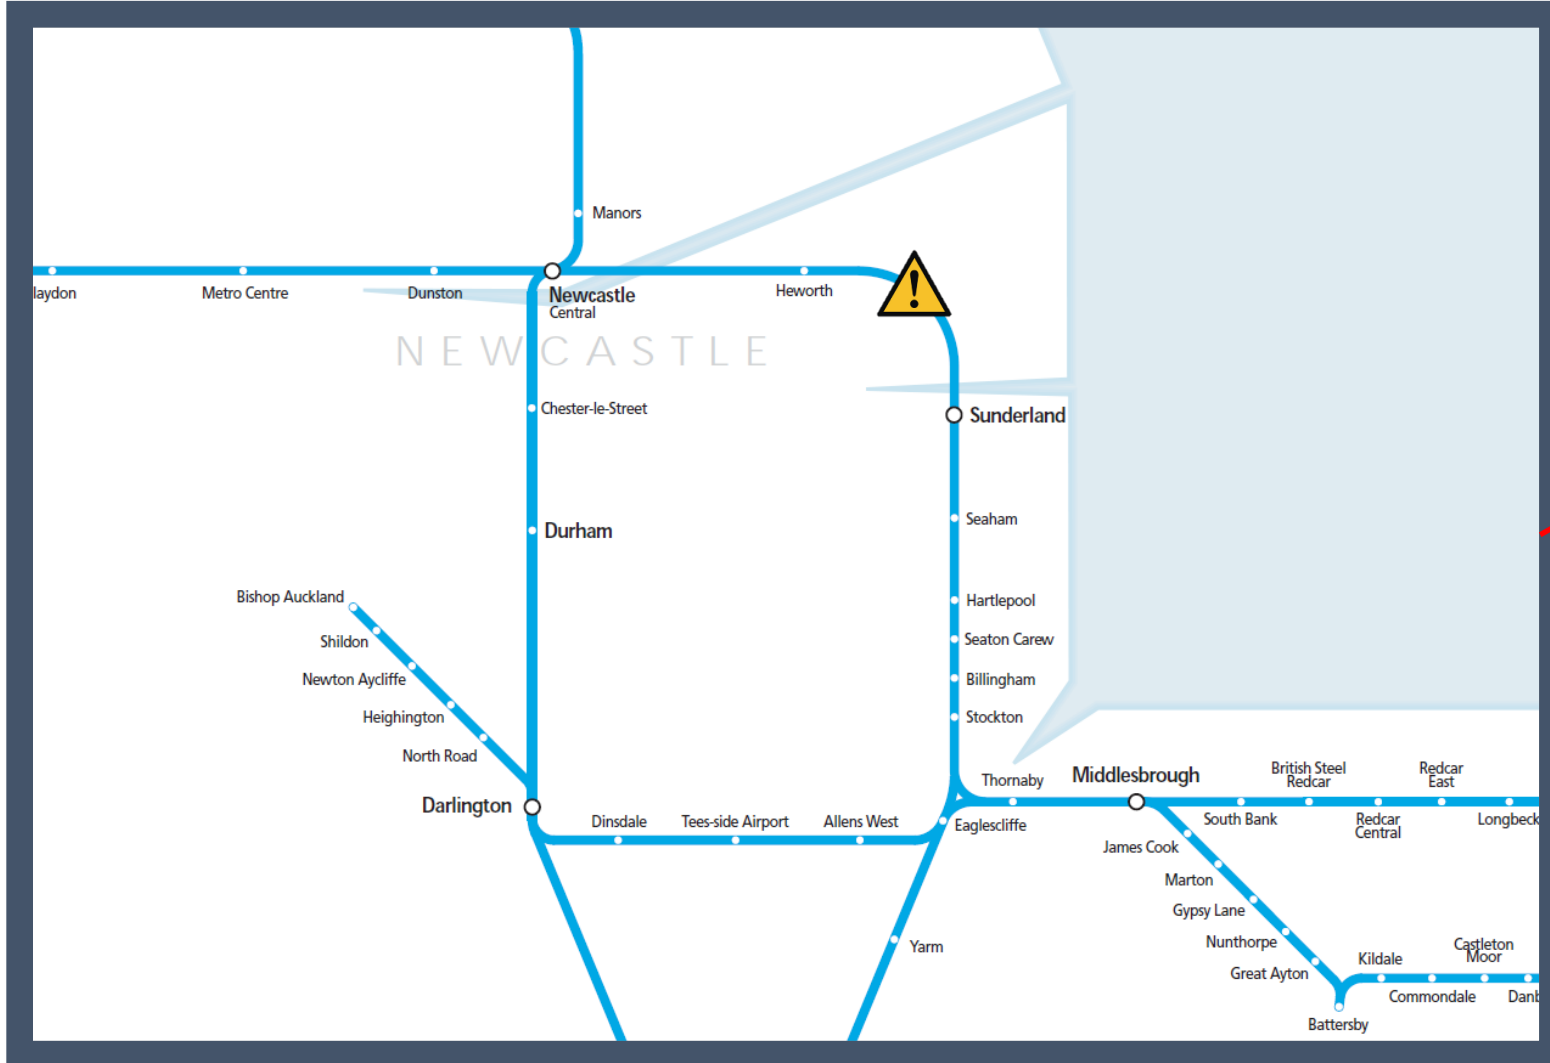 Manors
laydon
Metro Centre
Dunston
Newcastle
Central
Heworth
!
NEWCASTLE
Chester-le-Street
Sunderland
Seaham
Durham
Bishop Auckland
Hartlepool
Shildon
Seaton Carew
Newton Aycliffe
Billingham
Heighington
Stockton
North Road
Thornaby
Middlesbrough
British Steel
Redcar
Redcar
East
Darlington
Dinsdale
Tees-side Airport
Allens West
Eaglescliffe
South Bank
Redcar
Central
Longbeck
James Cook
Marton
Gypsy Lane
Nunthorpe
Yarm
Great Ayton
Kildale
Castleton
Moor
Commondale
Danb
Battersby